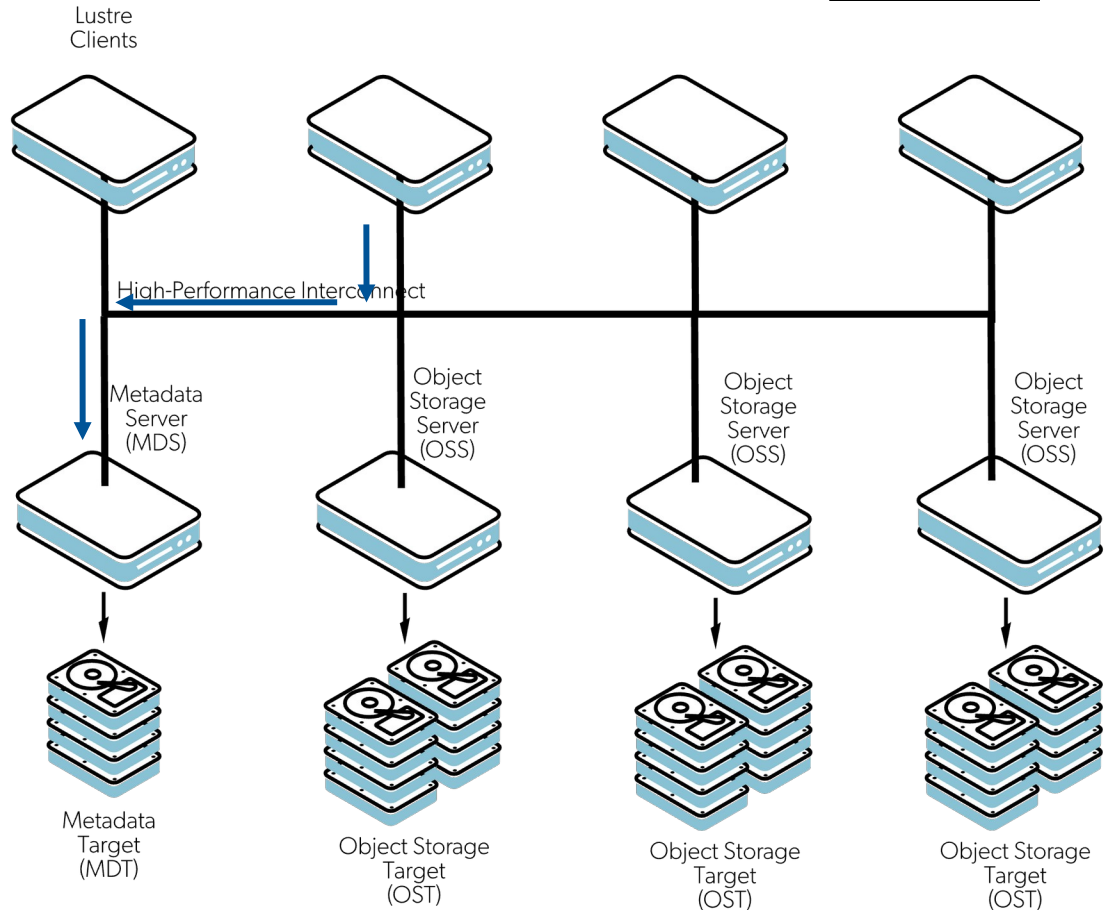 Lustre
Clients
High-Performance Interconnect
Metadata
Server
(MDS)
Object
Storage
Server
(OSS)
Object
Storage
Server
(OSS)
Object
Storage
Server
(OSS)
Metadata
Target
(MDT)
Object Storage
Target
(OST)
Object Storage
Target
(OST)
Object Storage
Target
(OST)